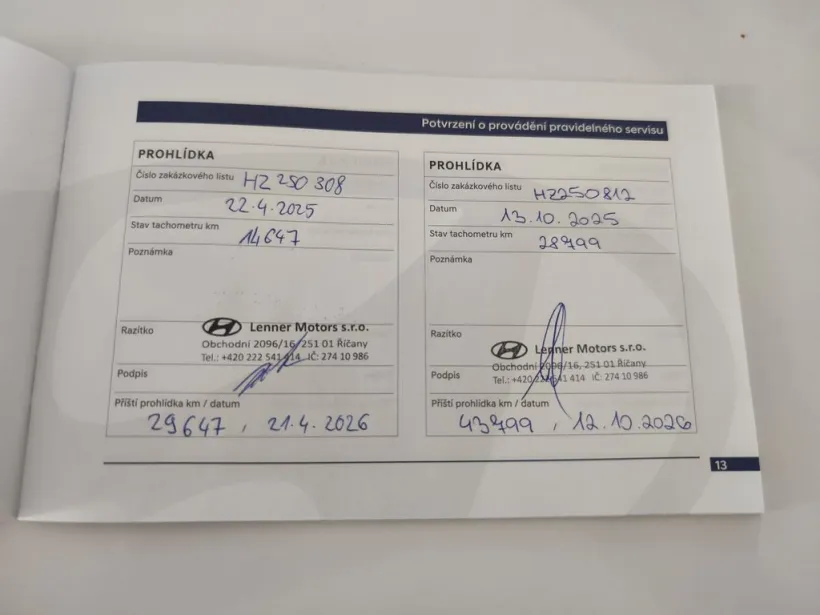 Potvrzení o provádění pravidelného servisu
PROHLÍDKA
Číslo zakázkového listu HZ 250 308
Datum 22.4.2025
Stav tachometru km 14647
Poznámka
Razítko
Lenner Motors s.r.o.
Obchodní 2096/16, 251 01 Říčany
Tel.: +420 222 541 414 IČ: 274 10 986
Podpis
Příští prohlídka km / datum
29647, 21.4.2026
PROHLÍDKA
Číslo zakázkového listu HZ250812
Datum 13.10.2025
Stav tachometru km 28799
Poznámka
Razítko
Lenner Motors s.r.o.
Obchodní 2096/16, 251 01 Říčany
Tel.: +420 222 541 414 IČ: 274 10 986
Podpis
Příští prohlídka km / datum
43799, 12.10.2026
13